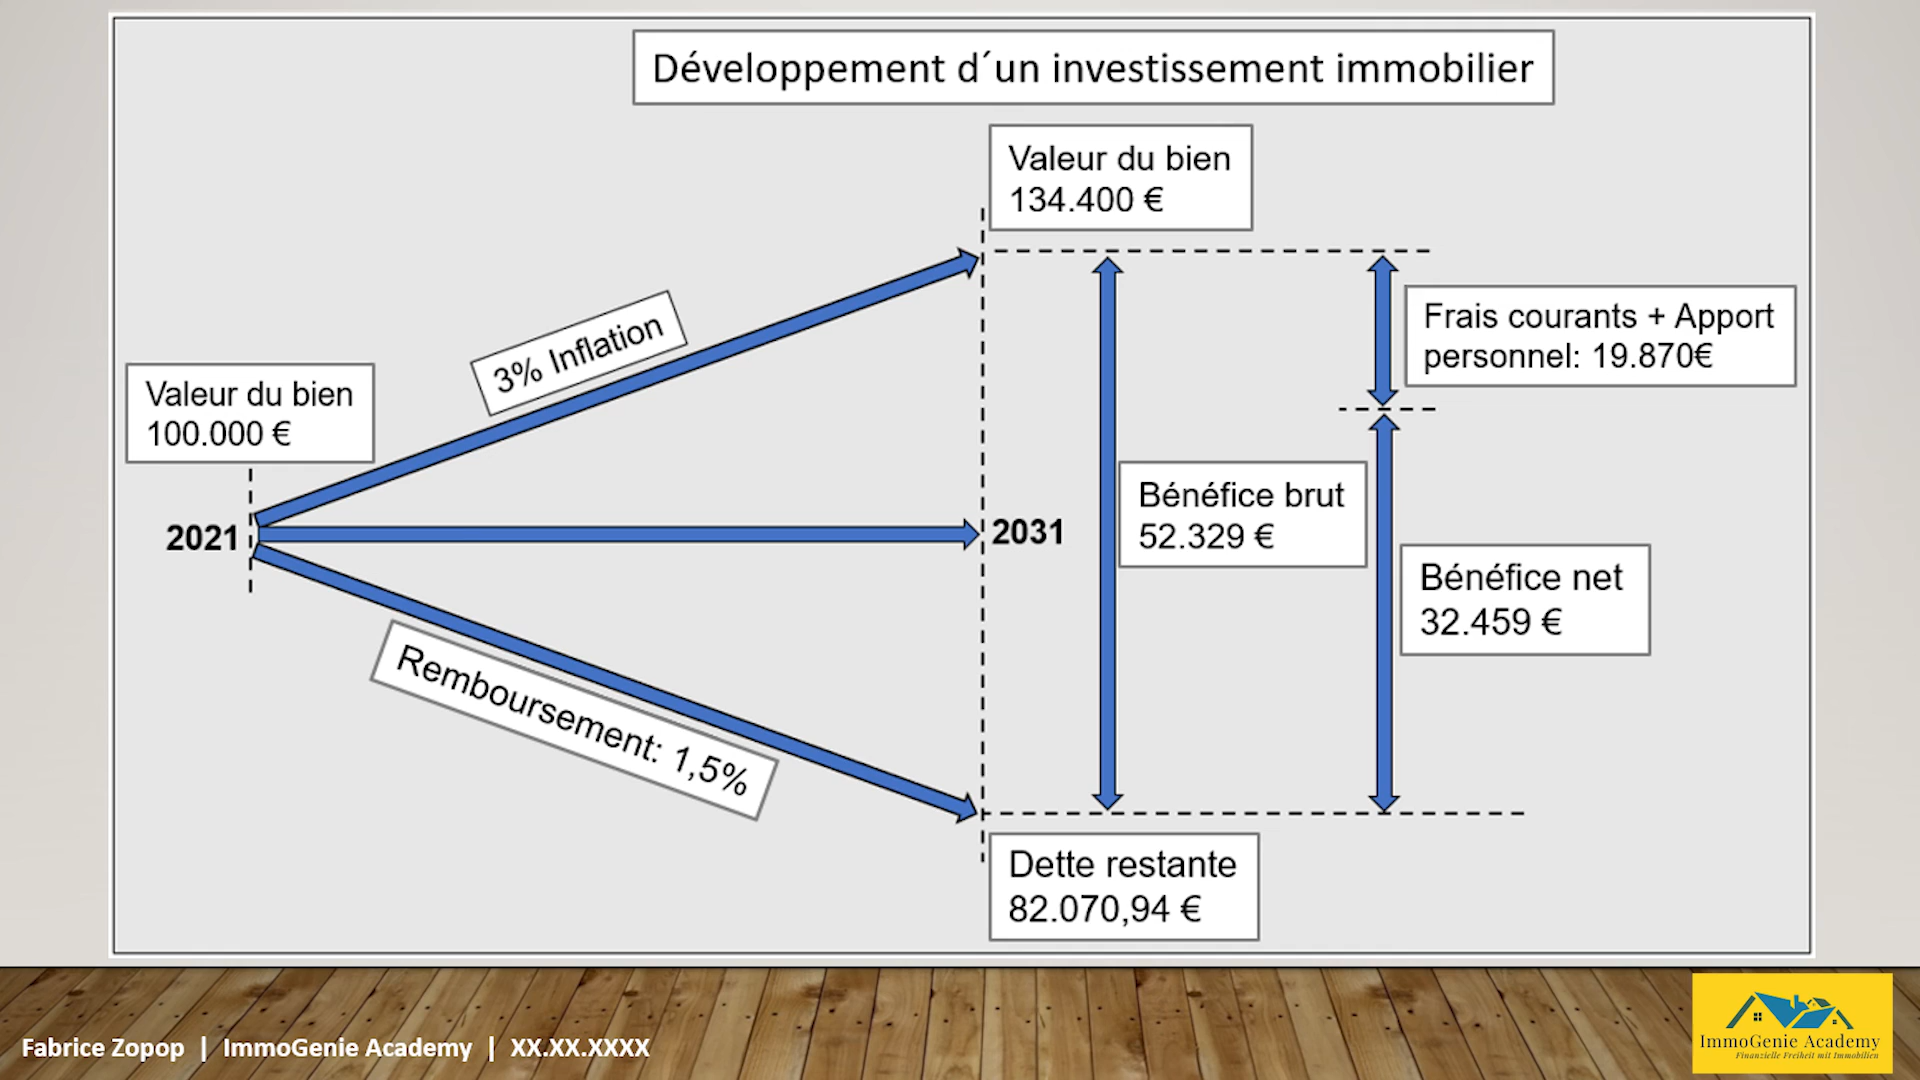 Développement d´un investissement immobilier
Valeur du bien
134.400 €
3% Inflation
Frais courants + Apport
personnel: 19.870€
Valeur du bien
100.000 €
Bénéfice brut
52.329 €
2021
2031
Bénéfice net
32.459 €
Remboursement: 1,5%
Dette restante
82.070,94 €
Fabrice Zopop | ImmoGenie Academy | XX.XX.XXXX
ImmoGenie Academy
Finanzielle Freiheit mit Immobilien